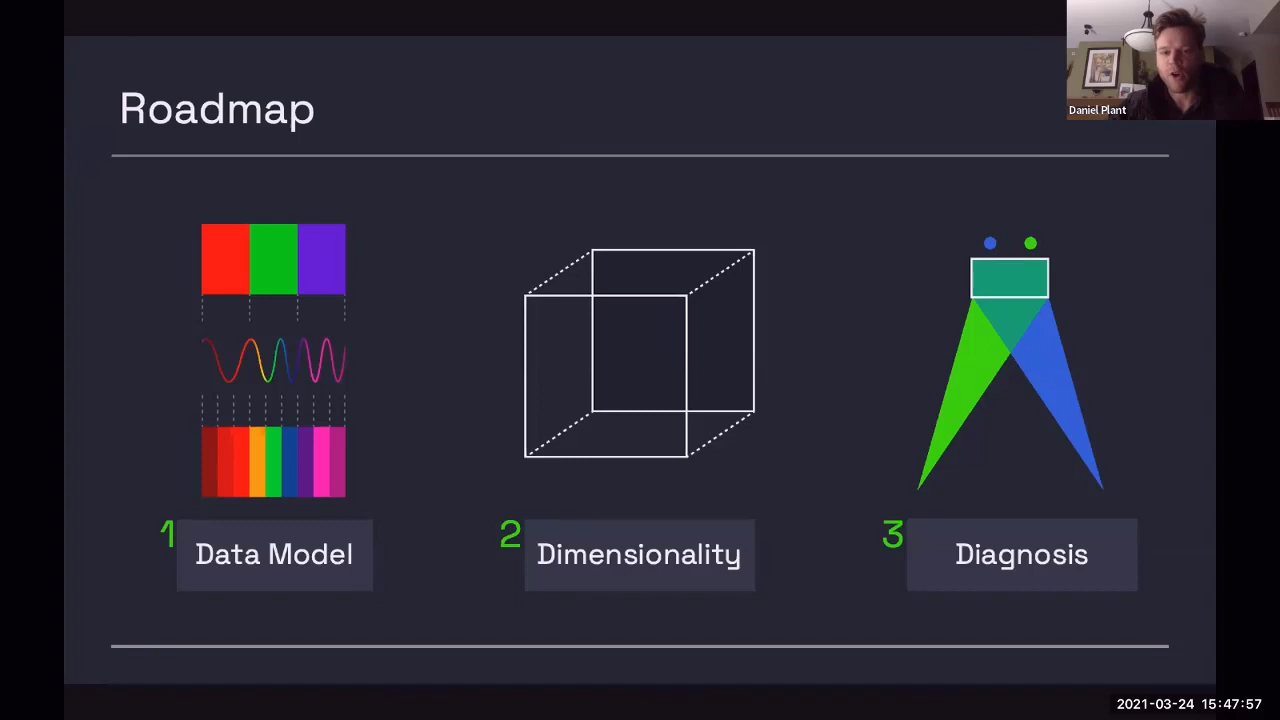 Roadmap
Daniel Plant
1 Data Model
2 Dimensionality
3 Diagnosis
2021-03-24 15:47:57